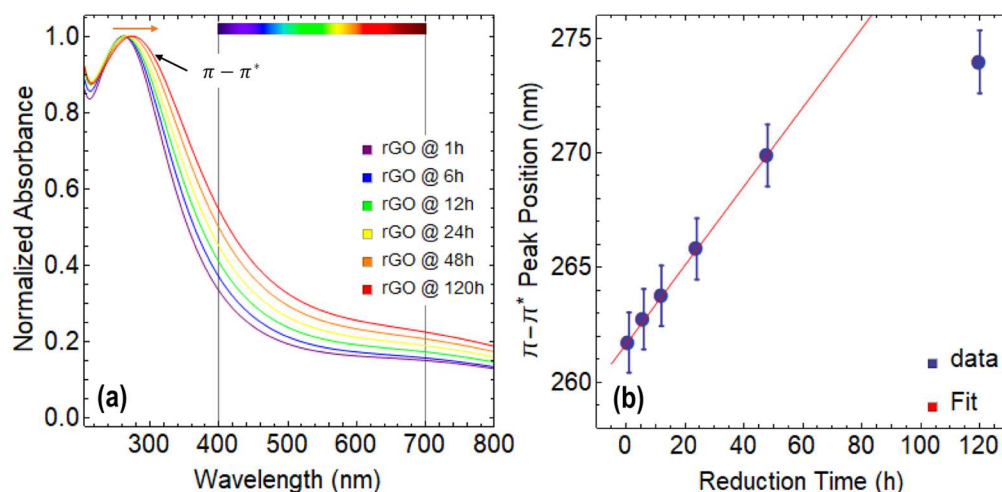 1.0
0.8
0.6
0.4
0.2
0.0
Normalized Absorbance
π − π*
rGO @ 1h
rGO @ 6h
rGO @ 12h
rGO @ 24h
rGO @ 48h
rGO @ 120h
(a)
300 400 500 600 700 800
Wavelength (nm)
275
270
265
260
π−π* Peak Position (nm)
data
Fit
(b)
0 20 40 60 80 100 120
Reduction Time (h)